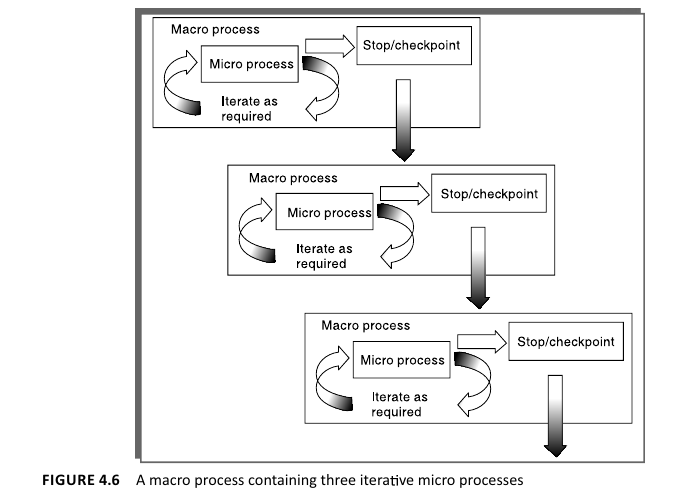 Macro process
Stop/checkpoint
Micro process
Iterate as
required
Macro process
Stop/checkpoint
Micro process
Iterate as
required
Macro process
Stop/checkpoint
Micro process
Iterate as
required
FIGURE 4.6 A macro process containing three iterative micro processes